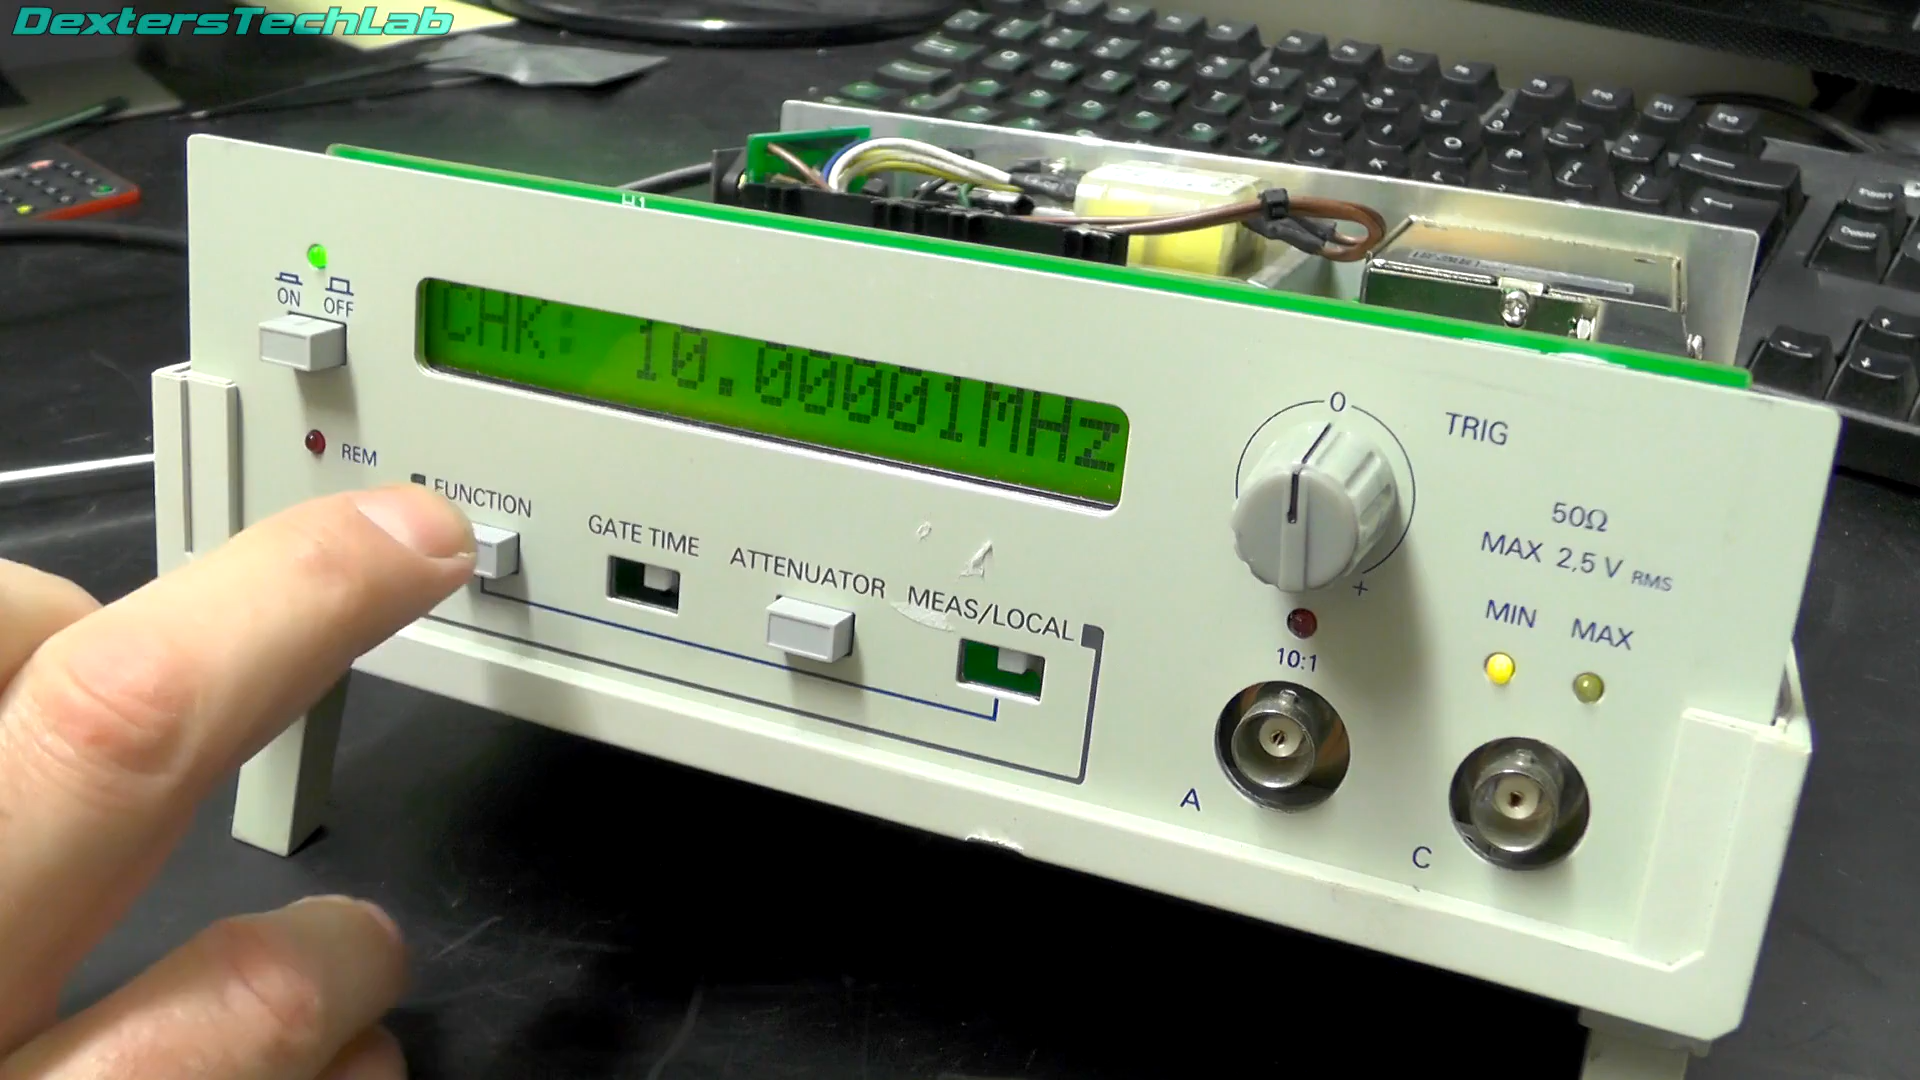 DextersTechLab
H1
ON OFF
CHK: 10.00001MHz
REM
FUNCTION
GATE TIME
ATTENUATOR
MEAS/LOCAL
0
TRIG
+
10:1
50Ω
MAX 2,5 V RMS
MIN MAX
A
C